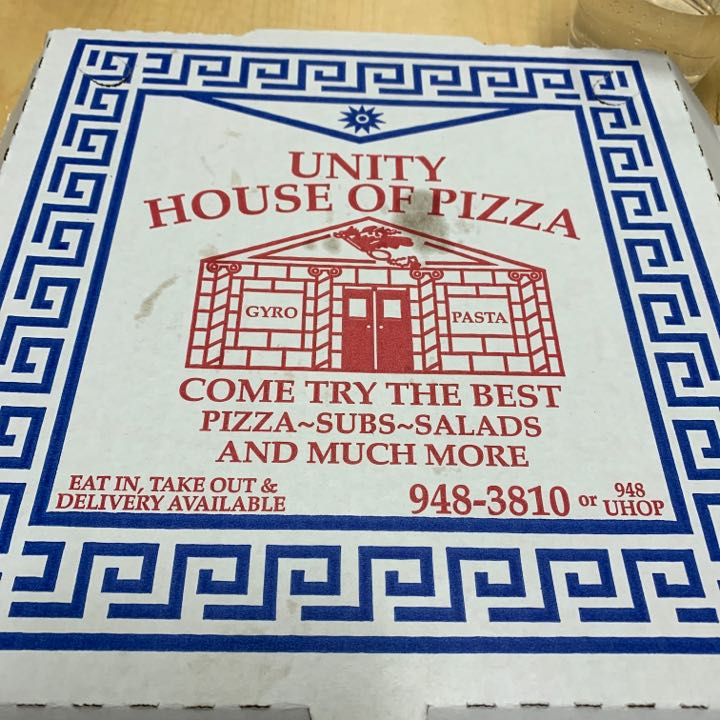 UNITY
HOUSE OF PIZZA
GYRO
PASTA
COME TRY THE BEST
PIZZA~SUBS~SALADS
AND MUCH MORE
EAT IN, TAKE OUT &
DELIVERY AVAILABLE
948-3810 or 948 UHOP